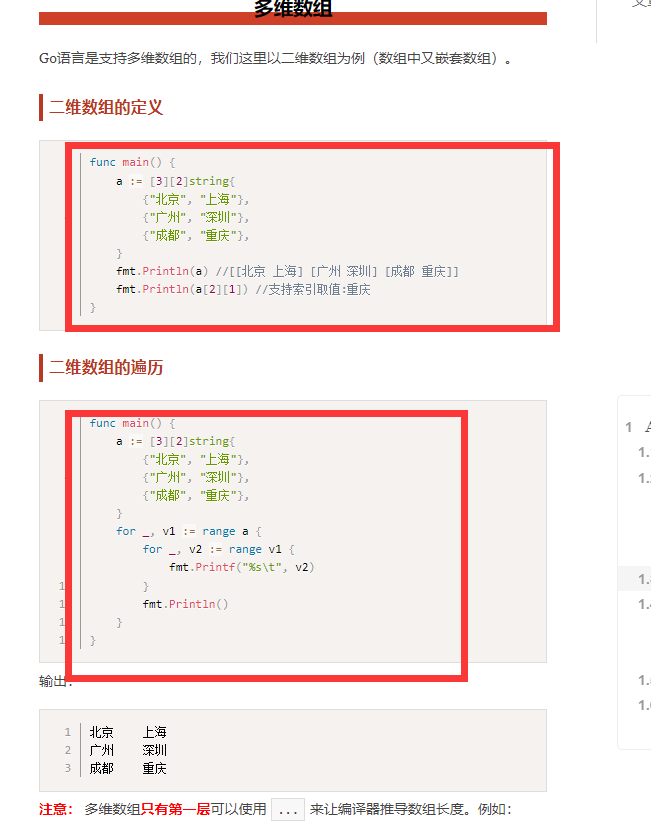 多维数组
Go语言是支持多维数组的，我们这里以二维数组为例（数组中又嵌套数组）。
二维数组的定义
func main() {
    a := [3][2]string{
        {"北京", "上海"},
        {"广州", "深圳"},
        {"成都", "重庆"},
    }
    fmt.Println(a) //[[北京 上海] [广州 深圳] [成都 重庆]]
    fmt.Println(a[2][1]) //支持索引取值:重庆
}
二维数组的遍历
func main() {
    a := [3][2]string{
        {"北京", "上海"},
        {"广州", "深圳"},
        {"成都", "重庆"},
    }
    for _, v1 := range a {
        for _, v2 := range v1 {
            fmt.Printf("%s\t", v2)
1        }
1        fmt.Println()
1    }
1}
输出：
1 北京    上海
2 广州    深圳
3 成都    重庆
注意： 多维数组只有第一层可以使用 ... 来让编译器推导数组长度。例如：
1
1.
1.
1.
1.
1.
1.